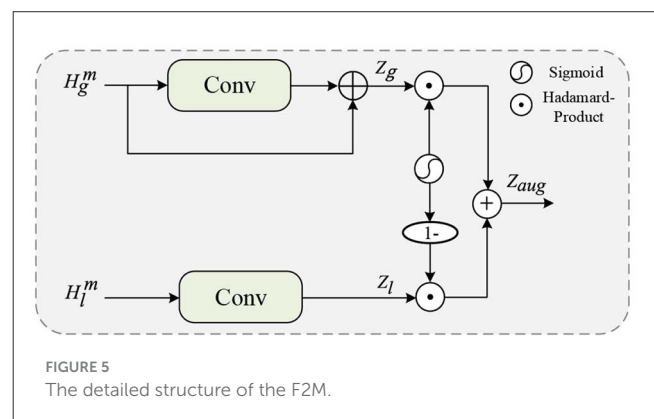 H_g^m
Conv
Z_g
Sigmoid
Hadamard-
Product
Z_aug
1-
H_l^m
Conv
Z_l
FIGURE 5
The detailed structure of the F2M.